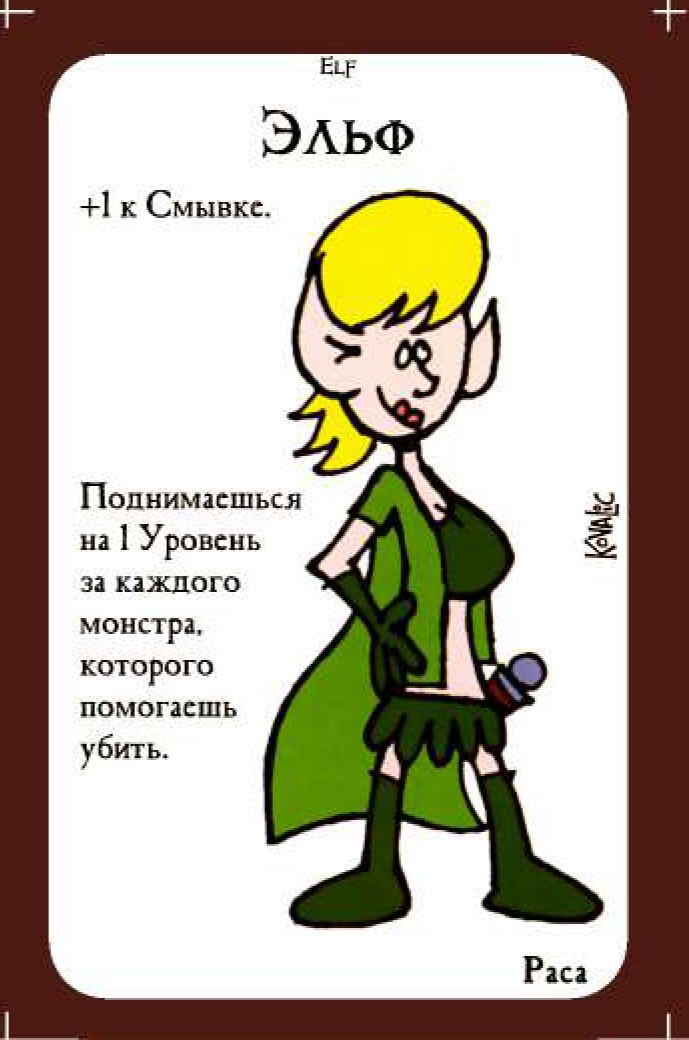 Elf
Эльф
+1 к Смывке.
Поднимаешься
на 1 Уровень
за каждого
монстра,
которого
помогаешь
убить.
Kovalic
Раса